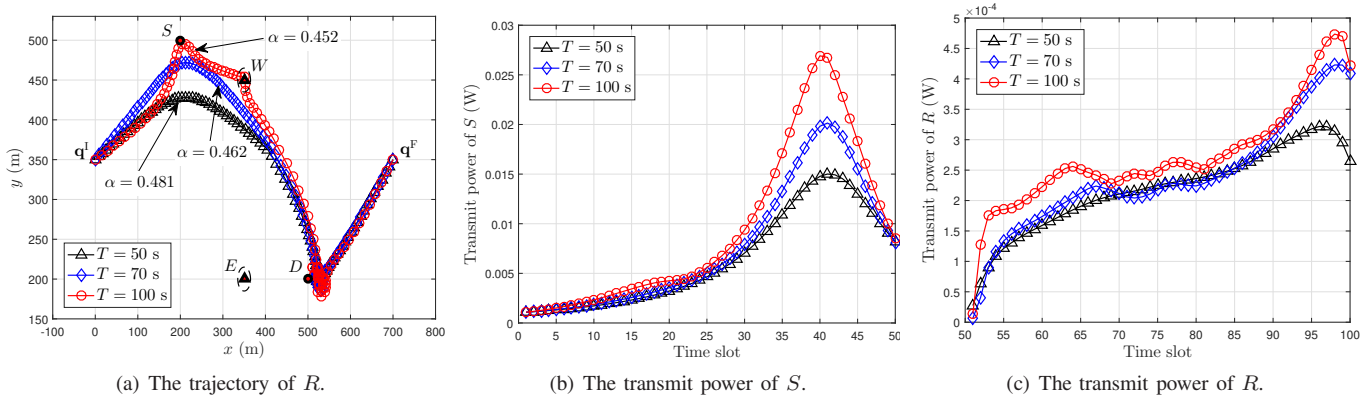 500
450
400
350
300
250
200
150
-100
0
100
200
300
400
500
600
700
800
y (m)
x (m)
S
α = 0.452
W
q^I
α = 0.462
α = 0.481
q^F
E
D
T = 50 s
T = 70 s
T = 100 s
(a) The trajectory of R.
0.03
0.025
0.02
0.015
0.01
0.005
0
0
5
10
15
20
25
30
35
40
45
50
Transmit power of S (W)
Time slot
T = 50 s
T = 70 s
T = 100 s
(b) The transmit power of S.
×10^-4
5
4.5
4
3.5
3
2.5
2
1.5
1
0.5
0
50
55
60
65
70
75
80
85
90
95
100
Transmit power of R (W)
Time slot
T = 50 s
T = 70 s
T = 100 s
(c) The transmit power of R.